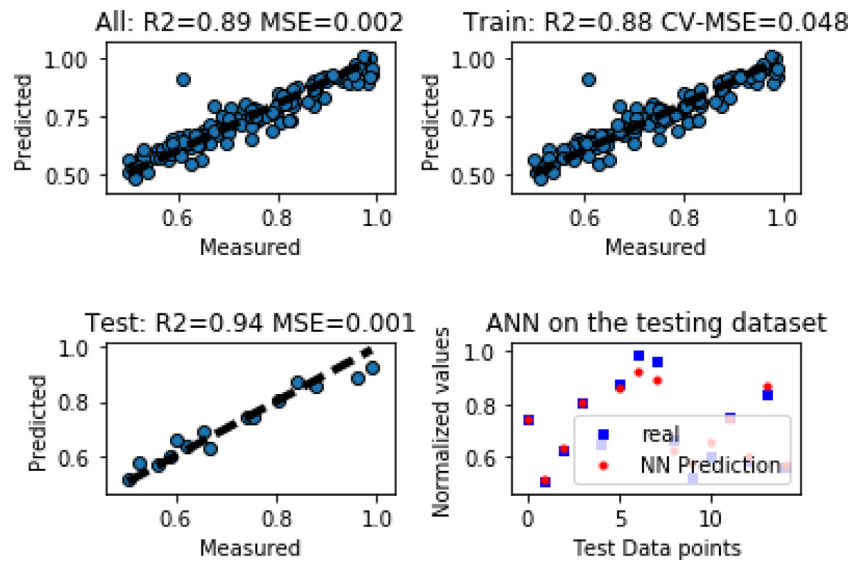 All: R2=0.89 MSE=0.002
Train: R2=0.88 CV-MSE=0.048
1.00
0.75
0.50
Predicted
0.6
0.8
1.0
Measured
1.00
0.75
0.50
Predicted
0.6
0.8
1.0
Measured
Test: R2=0.94 MSE=0.001
ANN on the testing dataset
1.0
0.8
0.6
Predicted
0.6
0.8
1.0
Measured
1.0
0.8
0.6
Normalized values
real
NN Prediction
0
5
10
Test Data points